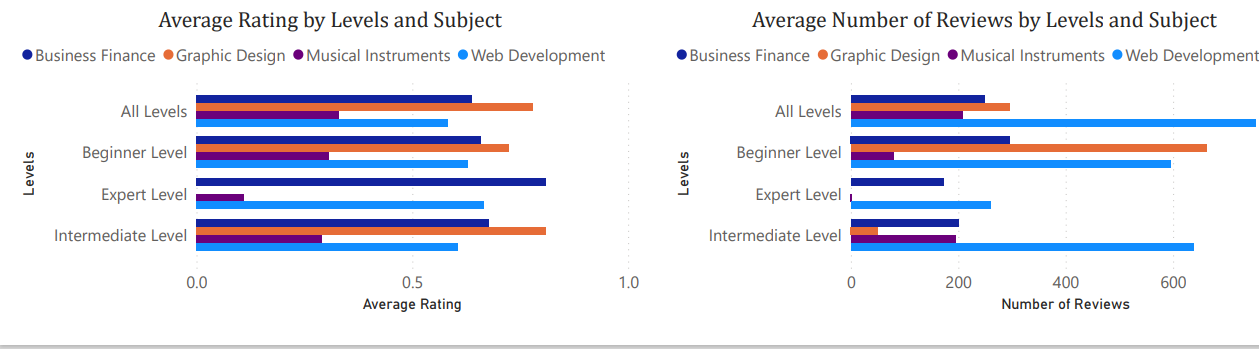 Average Rating by Levels and Subject
Business Finance Graphic Design Musical Instruments Web Development
Levels
All Levels
Beginner Level
Expert Level
Intermediate Level
0.0 0.5 1.0
Average Rating
Average Number of Reviews by Levels and Subject
Business Finance Graphic Design Musical Instruments Web Development
Levels
All Levels
Beginner Level
Expert Level
Intermediate Level
0 200 400 600
Number of Reviews